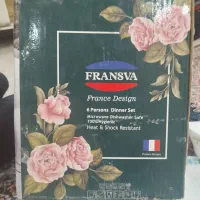 FRANSVA
France Design
6 Persons Dinner Set
Microwave Dishwasher Safe
100%Hygienic
Heat & Shock Resistant